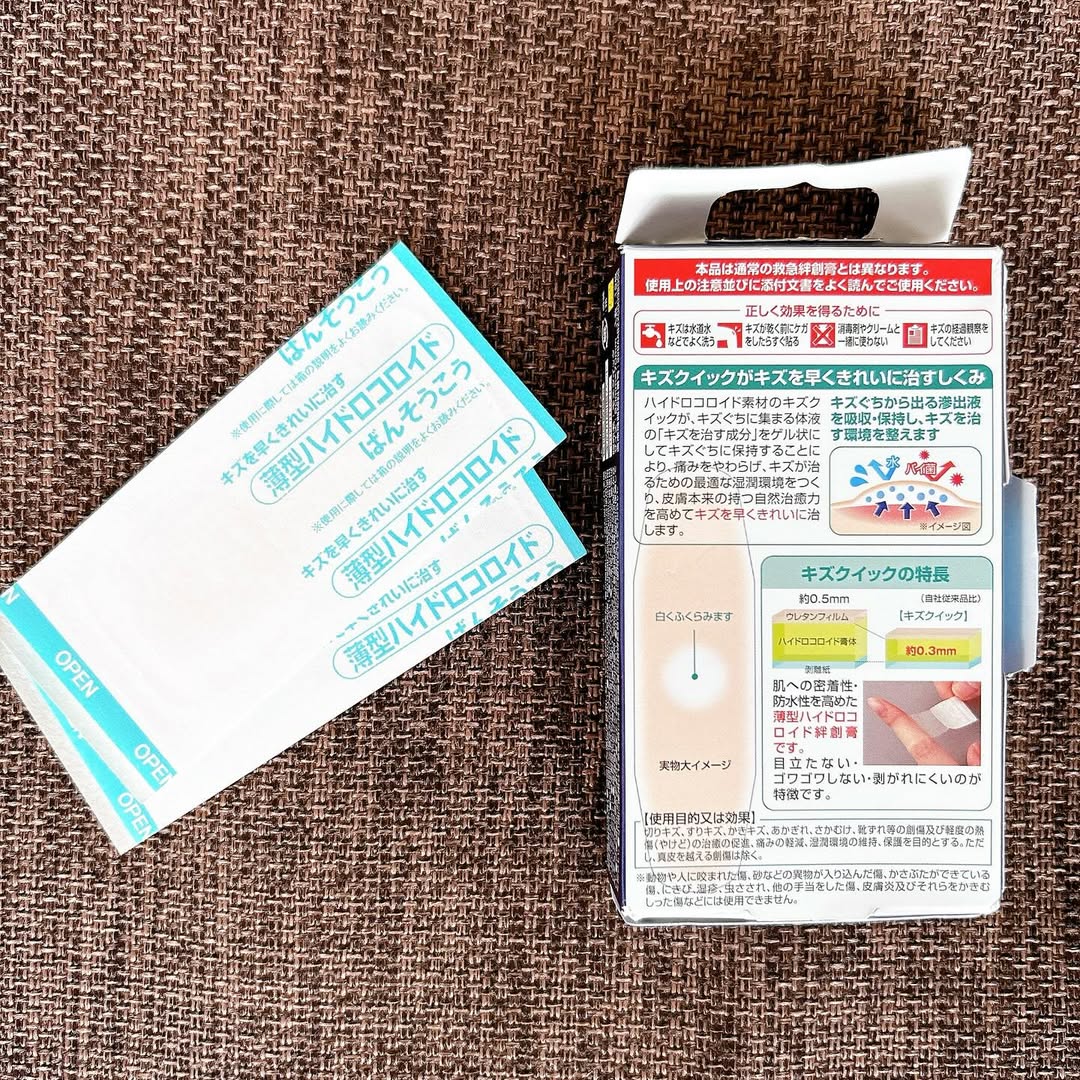 ばんそうこう
※使用に際しては箱の説明をよくお読みください。
キズを早くきれいに治す
薄型ハイドロコロイド
ばんそうこう
※使用に際しては箱の説明をよくお読みください。
キズを早くきれいに治す
薄型ハイドロコロイド
くきれいに治す
薄型ハイドロコロイド
OPEN
OPEN
OPEN
本品は通常の救急絆創膏とは異なります。
使用上の注意並びに添付文書をよく読んでご使用ください。
正しく効果を得るために
キズは水道水
などでよく洗う
キズが乾く前にケガ
をしたらすぐ貼る
消毒剤やクリームと
一緒に使わない
キズの経過観察を
してください
キズクイックがキズを早くきれいに治すしくみ
ハイドロコロイド素材のキズク
イックが、キズぐちに集まる体液
の「キズを治す成分」をゲル状に
してキズぐちに保持することに
より、痛みをやわらげ、キズが治
るための最適な湿潤環境をつく
り、皮膚本来の持つ自然治癒力
を高めてキズを早くきれいに治
します。
キズぐちから出る滲出液
を吸収・保持し、キズを治
す環境を整えます
水
バイ菌
※イメージ図
白くふくらみます
実物大イメージ
キズクイックの特長
約0.5mm
(自社従来品比)
ウレタンフィルム
【キズクイック】
ハイドロコロイド膏体
約0.3mm
剥離紙
肌への密着性・
防水性を高めた
薄型ハイドロコ
ロイド絆創膏
です。
目立たない・
ゴワゴワしない・剥がれにくいのが
特徴です。
【使用目的又は効果】
切りキズ、すりキズ、かきキズ、あかぎれ、さかむけ、靴ずれ等の創傷及び軽度の熱
傷(やけど)の治癒の促進、痛みの軽減、湿潤環境の維持、保護を目的とする。ただ
し、真皮を越える創傷は除く。
※動物や人に咬まれた傷、砂などの異物が入り込んだ傷、かさぶたができている
傷、にきび、湿疹、虫さされ、他の手当をした傷、皮膚炎及びそれらをかきむ
しった傷などには使用できません。